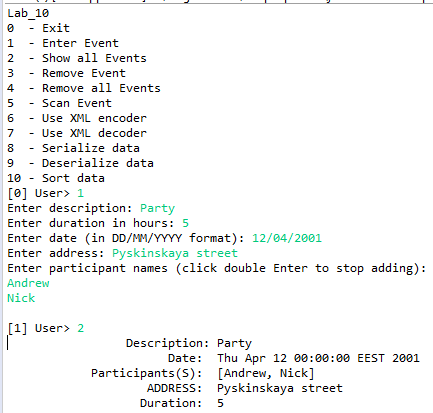 Lab_10
0 - Exit
1 - Enter Event
2 - Show all Events
3 - Remove Event
4 - Remove all Events
5 - Scan Event
6 - Use XML encoder
7 - Use XML decoder
8 - Serialize data
9 - Deserialize data
10 - Sort data
[0] User> 1
Enter description: Party
Enter duration in hours: 5
Enter date (in DD/MM/YYYY format): 12/04/2001
Enter address: Pyskinskaya street
Enter participant names (click double Enter to stop adding):
Andrew
Nick
[1] User> 2
Description: Party
Date: Thu Apr 12 00:00:00 EEST 2001
Participants(S): [Andrew, Nick]
ADDRESS: Pyskinskaya street
Duration: 5